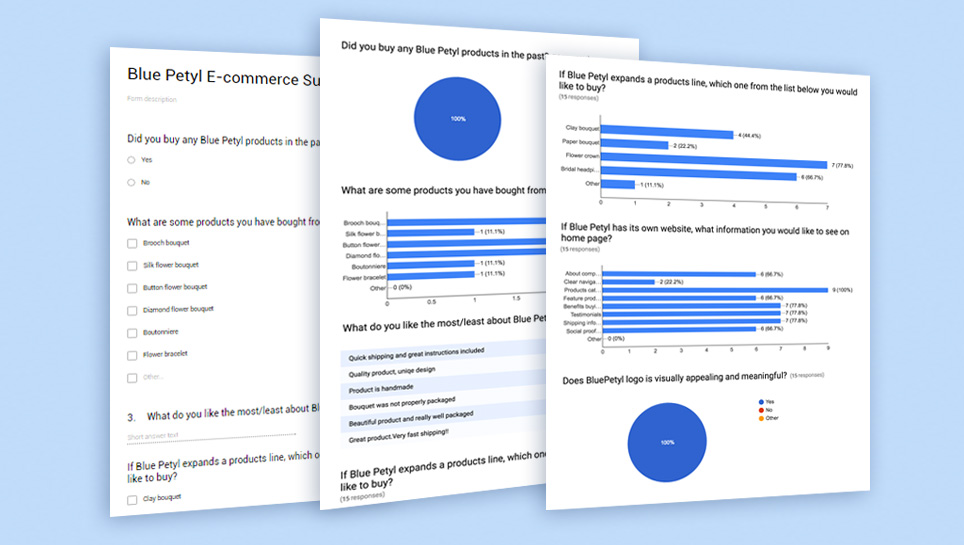 Blue Petyl E-commerce Su
Form description
Did you buy any Blue Petyl products in the pa
Yes
No
What are some products you have bought fro
Brooch bouquet
Silk flower bouquet
Button flower bouquet
Diamond flower bouquet
Boutonniere
Flower bracelet
Other...
3. What do you like the most/least about Bl
Short answer text
If Blue Petyl expands a products line, which o
like to buy?
Clay bouquet
Did you buy any Blue Petyl products in the past?
100%
What are some products you have bought from
Brooch bouq...
Silk flower b...
1 (11.1%)
Button flower...
Diamond flo...
Boutonniere
1 (11.1%)
Flower bracelet
1 (11.1%)
Other
0 (0%)
0 0.5 1 1.5
What do you like the most/least about Blue Pet
Quick shipping and great instructions included
Quality product, uniqe design
Product is handmade
Bouquet was not properly packaged
Beautiful product and really well packaged
Great product.Very fast shipping!!
If Blue Petyl expands a products line, which one
like to buy?
(15 responses)
If Blue Petyl expands a products line, which one from the list below you would
like to buy?
(15 responses)
Clay bouquet
4 (44.4%)
Paper bouquet
2 (22.2%)
Flower crown
7 (77.8%)
Bridal headpi...
6 (66.7%)
Other
1 (11.1%)
0 1 2 3 4 5 6 7
If Blue Petyl has its own website, what information you would like to see on
home page?
(15 responses)
About comp...
6 (66.7%)
Clear naviga...
2 (22.2%)
Products cat...
9 (100%)
Feature prod...
6 (66.7%)
Benefits buyi...
7 (77.8%)
Testimonials
7 (77.8%)
Shipping info...
7 (77.8%)
Social proof...
6 (66.7%)
Other
0 (0%)
0 1 2 3 4 5 6 7 8 9
Does BluePetyl logo is visually appealing and meaningful? (15 responses)
Yes
No
Other
100%